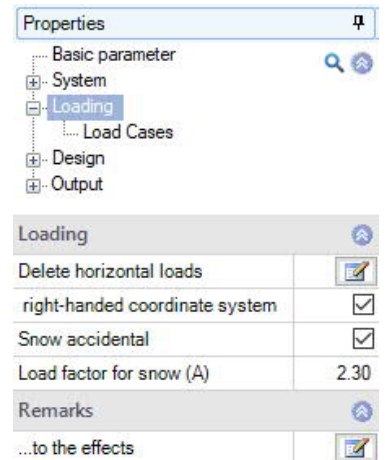 Properties
Basic parameter
System
Loading
Load Cases
Design
Output
Loading
Delete horizontal loads
right-handed coordinate system
Snow accidental
Load factor for snow (A) 2.30
Remarks
...to the effects